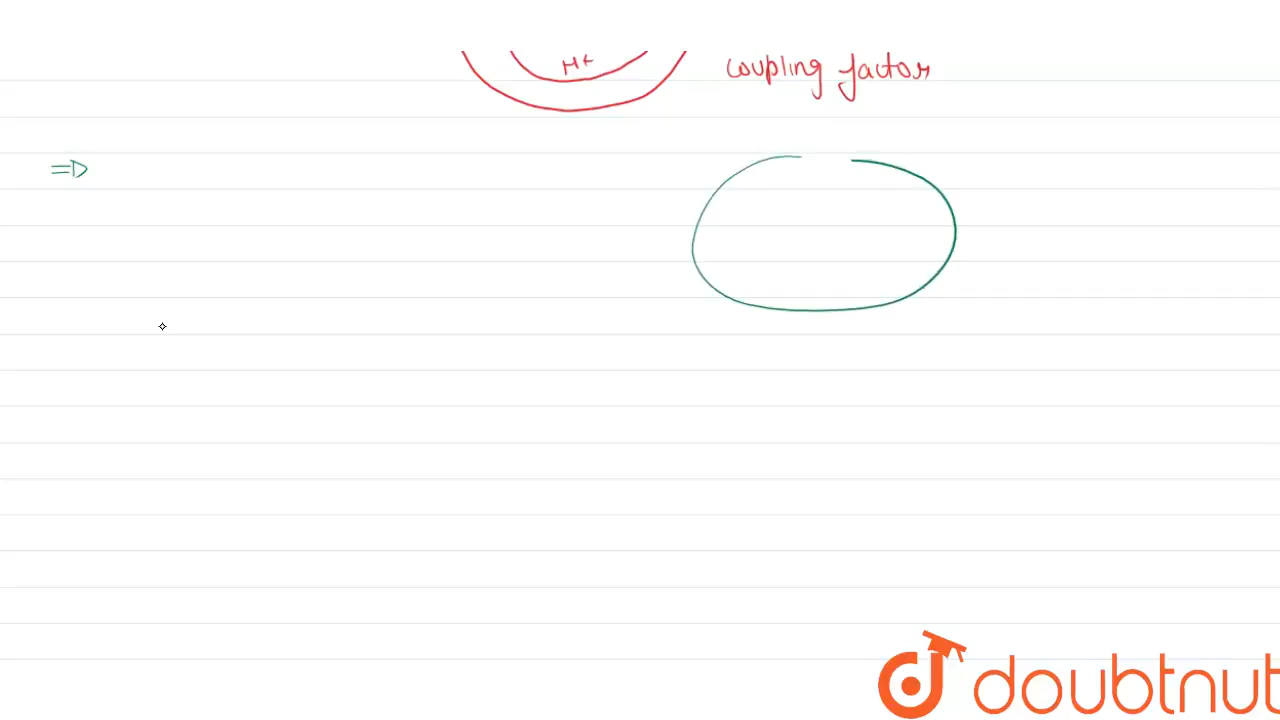 H+
coupling factor
⇒
doubtnut